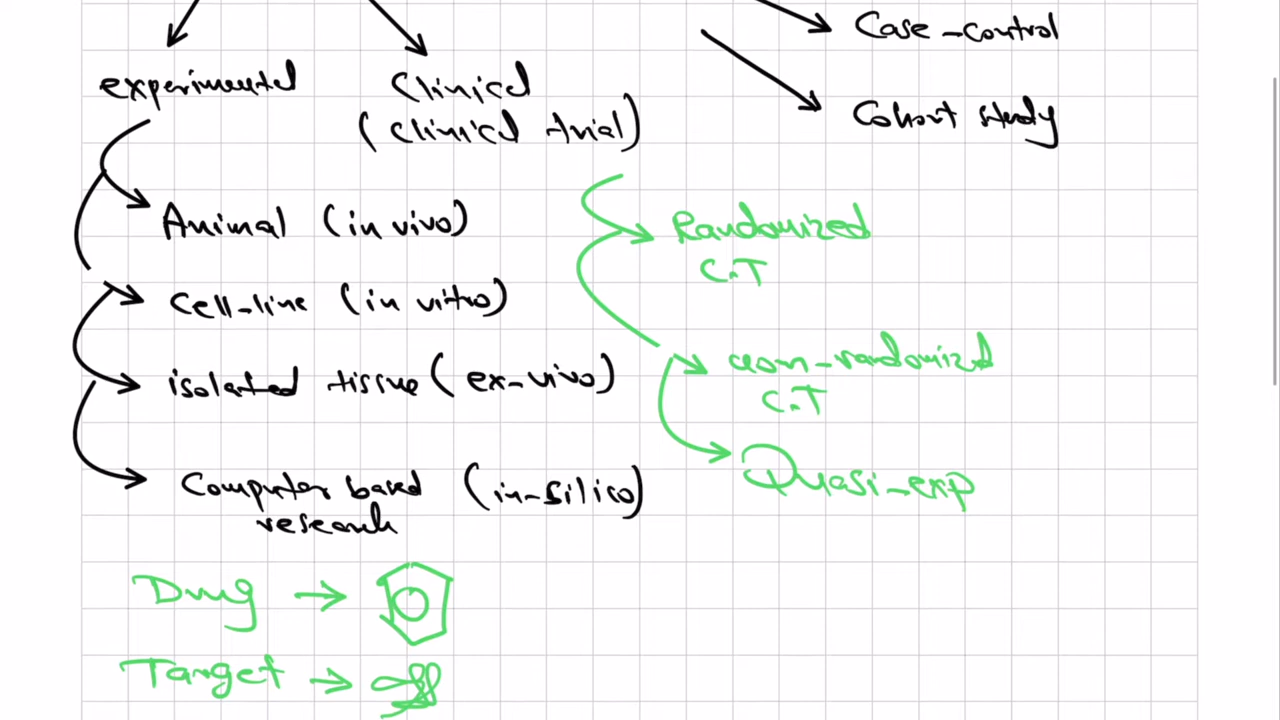 Case-control
experimental
Clinical
(Clinical trial)
Cohort study
Animal (in vivo)
Randomized
C.T
Cell-line (in vitro)
non-randomized
C.T
isolated tissue (ex-vivo)
Quasi-exp
Computer based (in-silico)
research
Drug →
Target →